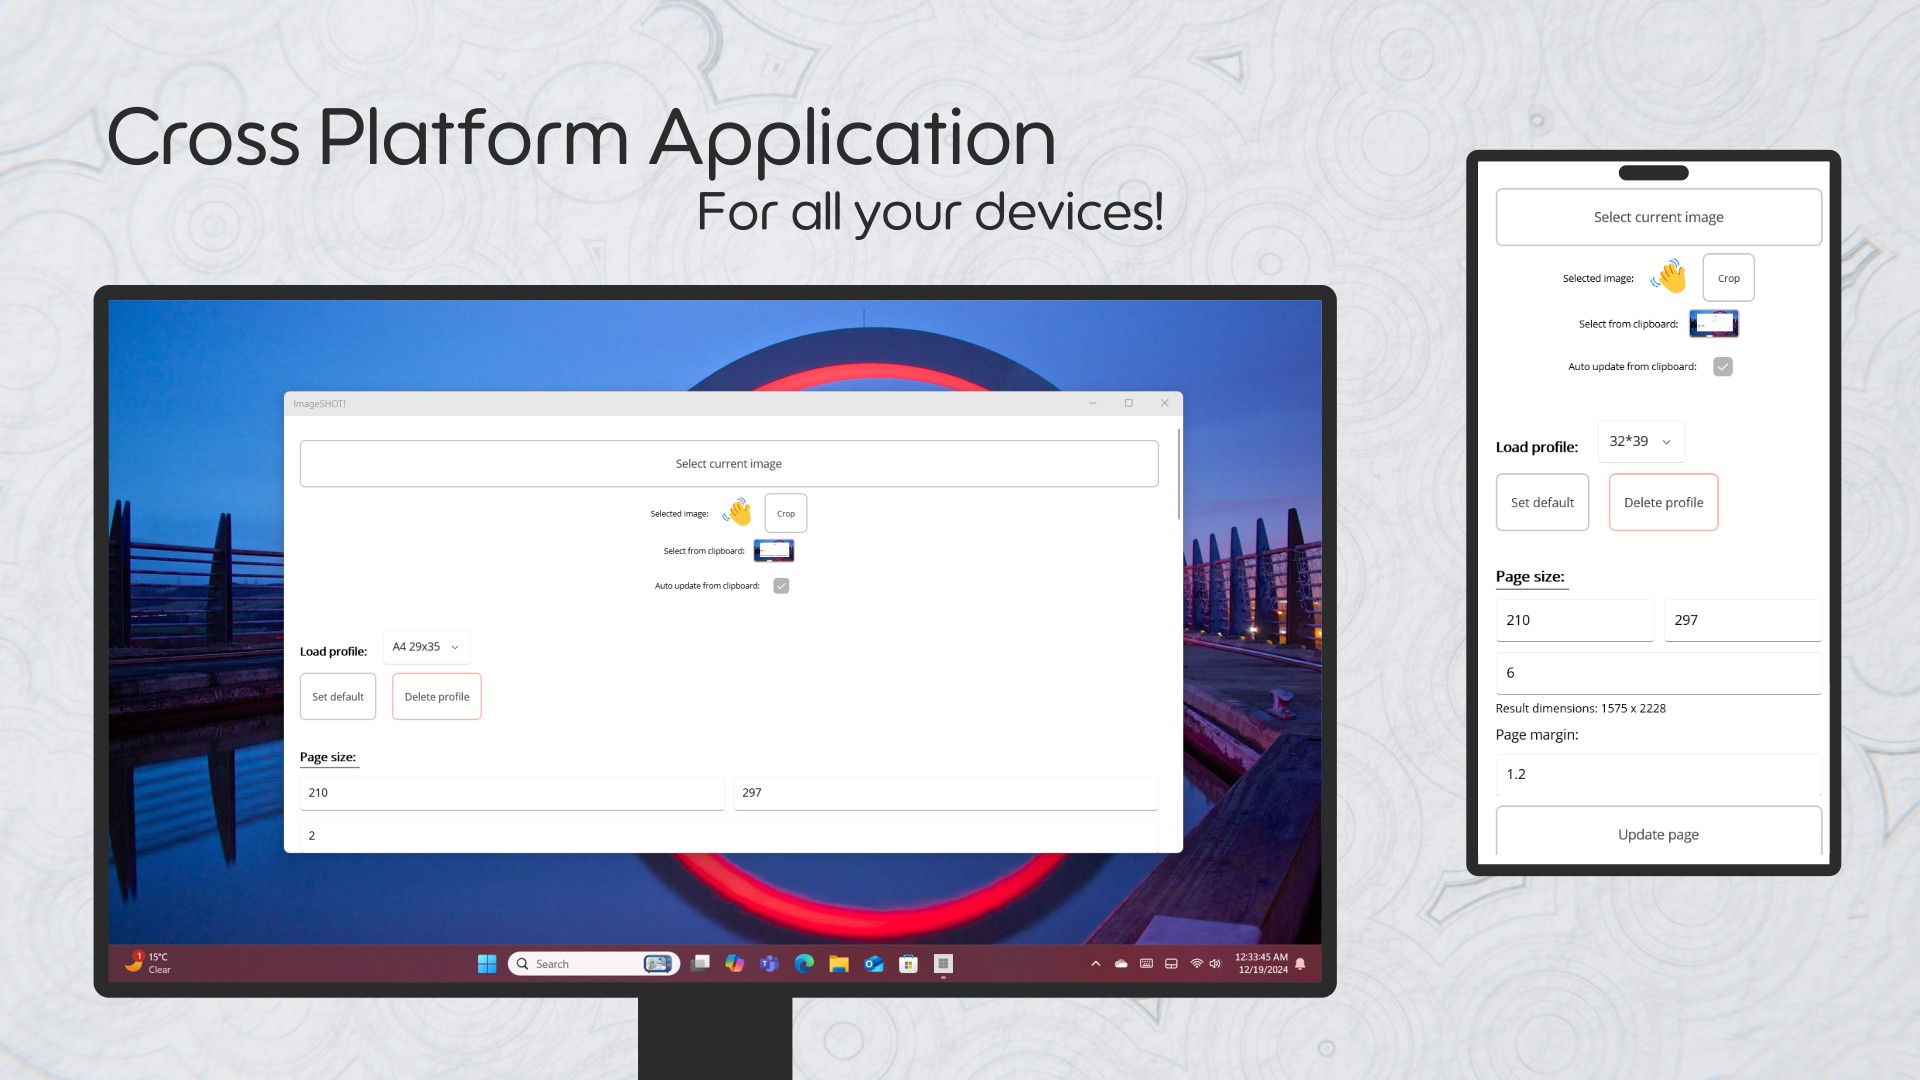 Cross Platform Application
For all your devices!
ImageSHOT!
Select current image
Selected image:
Crop
Select from clipboard:
Auto update from clipboard:
Load profile:
A4 29x35
Set default
Delete profile
Page size:
210
297
2
1
15°C
Clear
Search
12:33:45 AM
12/19/2024
Select current image
Selected image:
Crop
Select from clipboard:
Auto update from clipboard:
Load profile:
32*39
Set default
Delete profile
Page size:
210
297
6
Result dimensions: 1575 x 2228
Page margin:
1.2
Update page